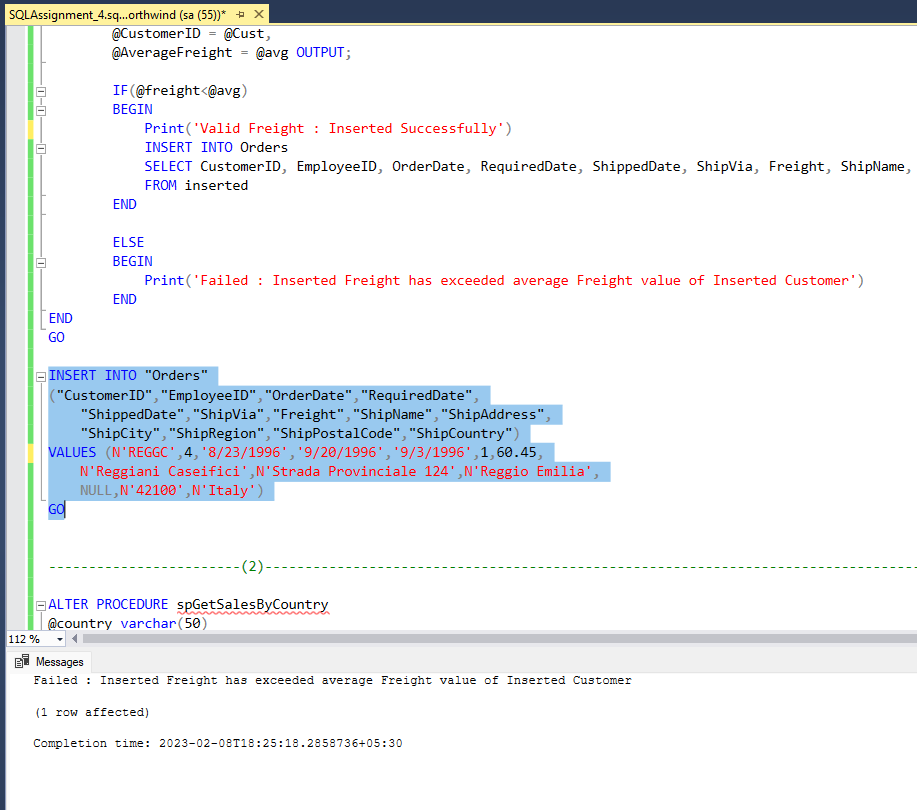 SQLAssignment_4.sq...orthwind (sa (55))*
@CustomerID = @Cust,
@AverageFreight = @avg OUTPUT;
IF(@freight<@avg)
BEGIN
Print('Valid Freight : Inserted Successfully')
INSERT INTO Orders
SELECT CustomerID, EmployeeID, OrderDate, RequiredDate, ShippedDate, ShipVia, Freight, ShipName,
FROM inserted
END
ELSE
BEGIN
Print('Failed : Inserted Freight has exceeded average Freight value of Inserted Customer')
END
END
GO
INSERT INTO "Orders"
("CustomerID","EmployeeID","OrderDate","RequiredDate",
"ShippedDate","ShipVia","Freight","ShipName","ShipAddress",
"ShipCity","ShipRegion","ShipPostalCode","ShipCountry")
VALUES (N'REGGC',4,'8/23/1996','9/20/1996','9/3/1996',1,60.45,
N'Reggiani Caseifici',N'Strada Provinciale 124',N'Reggio Emilia',
NULL,N'42100',N'Italy')
GO
------------------------(2)---------------------------------------------------------------------------------
ALTER PROCEDURE spGetSalesByCountry
@country varchar(50)
112 %
Messages
Failed : Inserted Freight has exceeded average Freight value of Inserted Customer
(1 row affected)
Completion time: 2023-02-08T18:25:18.2858736+05:30